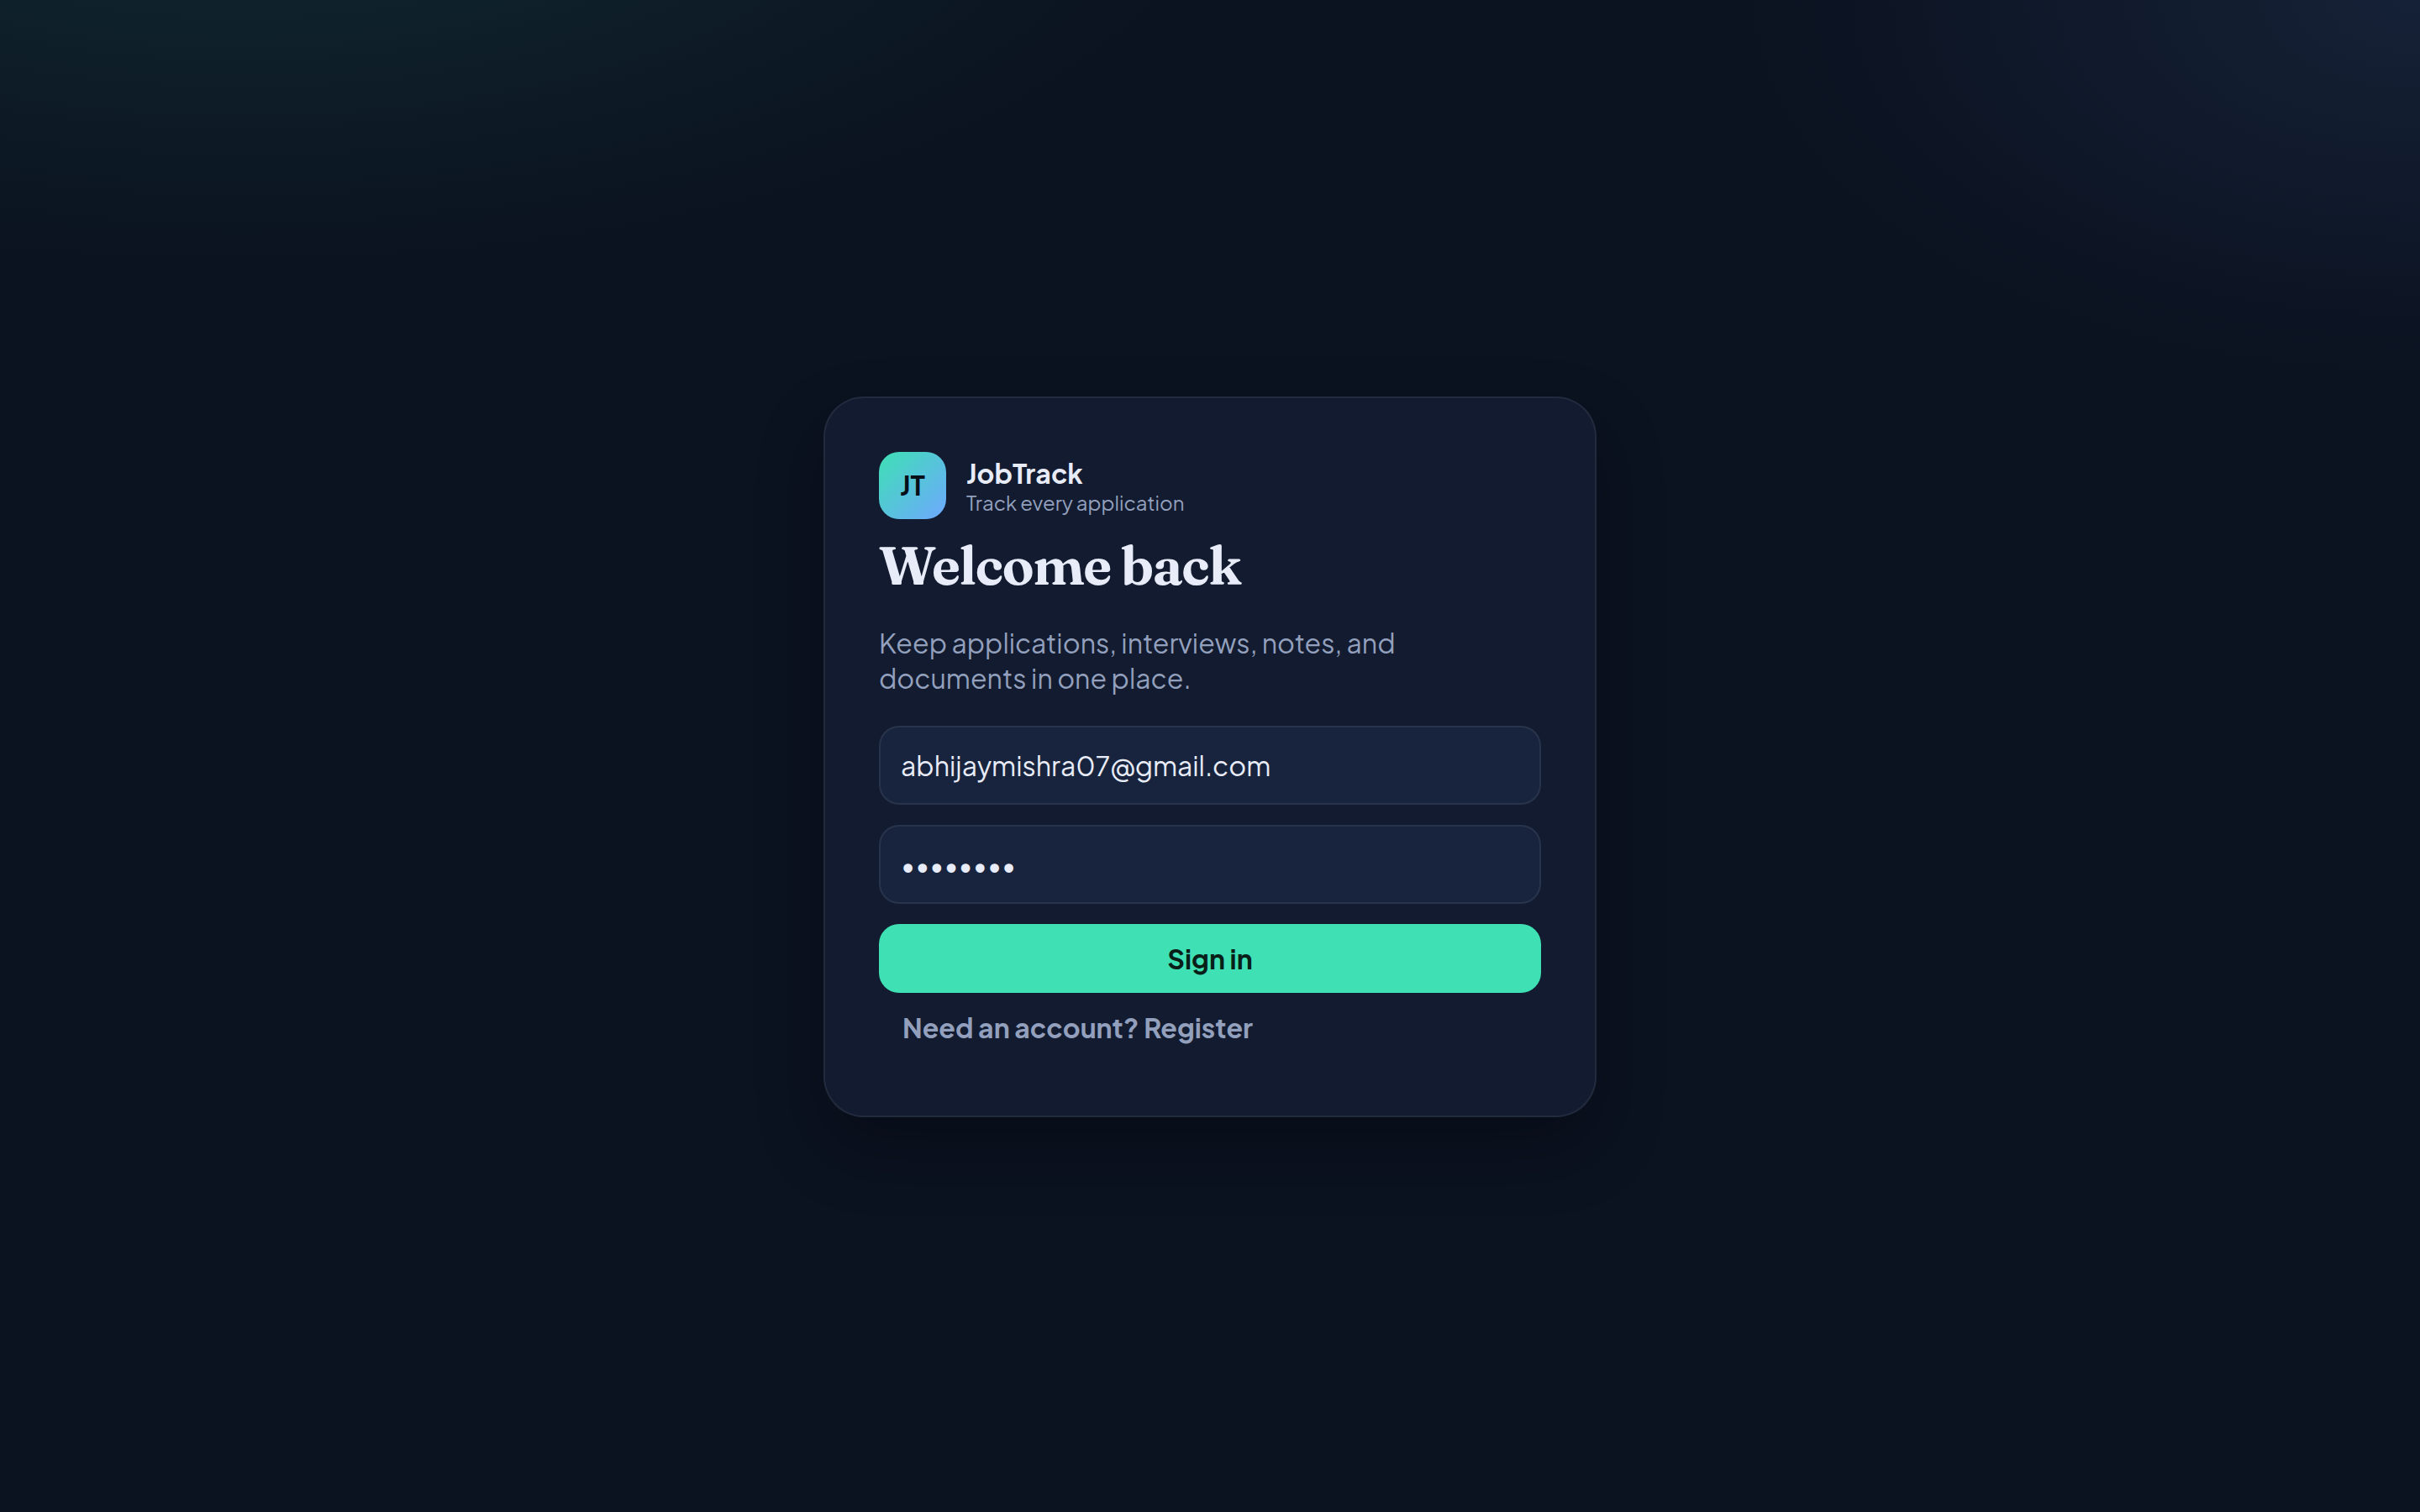 JT
JobTrack
Track every application
Welcome back
Keep applications, interviews, notes, and
documents in one place.
abhijaymishra07@gmail.com
••••••••
Sign in
Need an account? Register